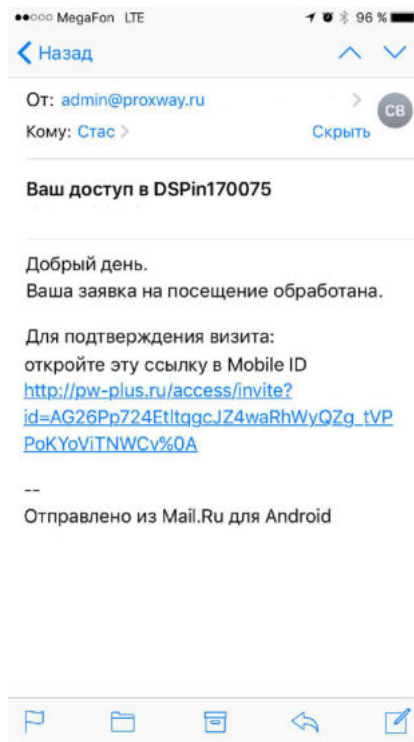 MegaFon LTE 96 %
Назад
От: admin@proxway.ru
СВ
Кому: Стас Скрыть
Ваш доступ в DSPin170075
Добрый день.
Ваша заявка на посещение обработана.
Для подтверждения визита:
откройте эту ссылку в Mobile ID
http://pw-plus.ru/access/invite?
id=AG26Pp724EtltqgcJZ4waRhWyQZg_tVP
PoKYoViTNWCv%0A
--
Отправлено из Mail.Ru для Android